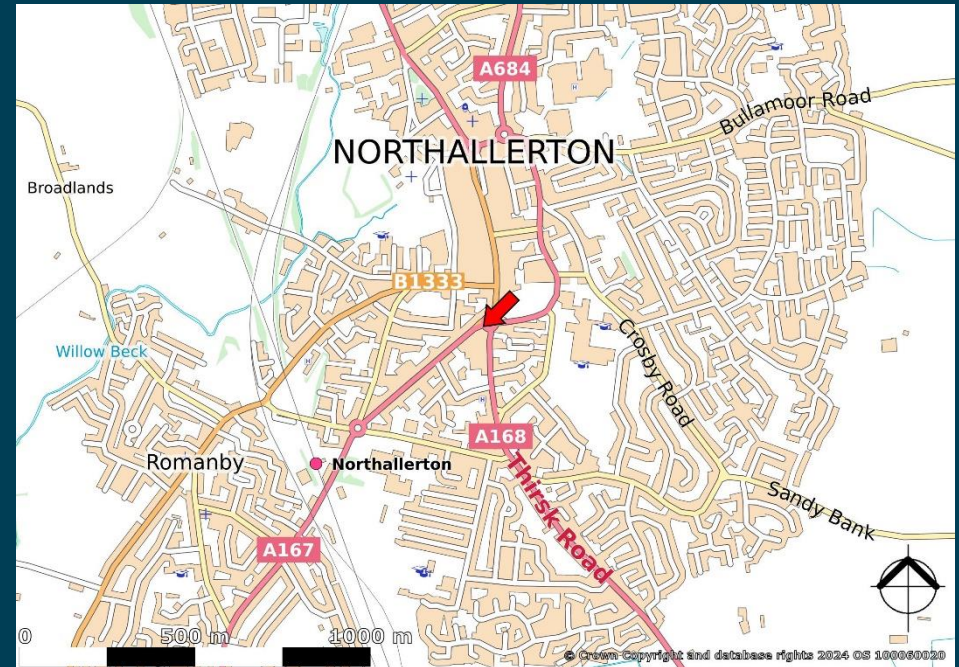 A684
Bullamoor Road
NORTHALLERTON
Broadlands
B1333
Crosby Road
Willow Beck
A168
Romanby
Northallerton
Thirsk Road
Sandy Bank
A167
0 500 m 1000 m
© Crown Copyright and database rights 2024 OS 100060020